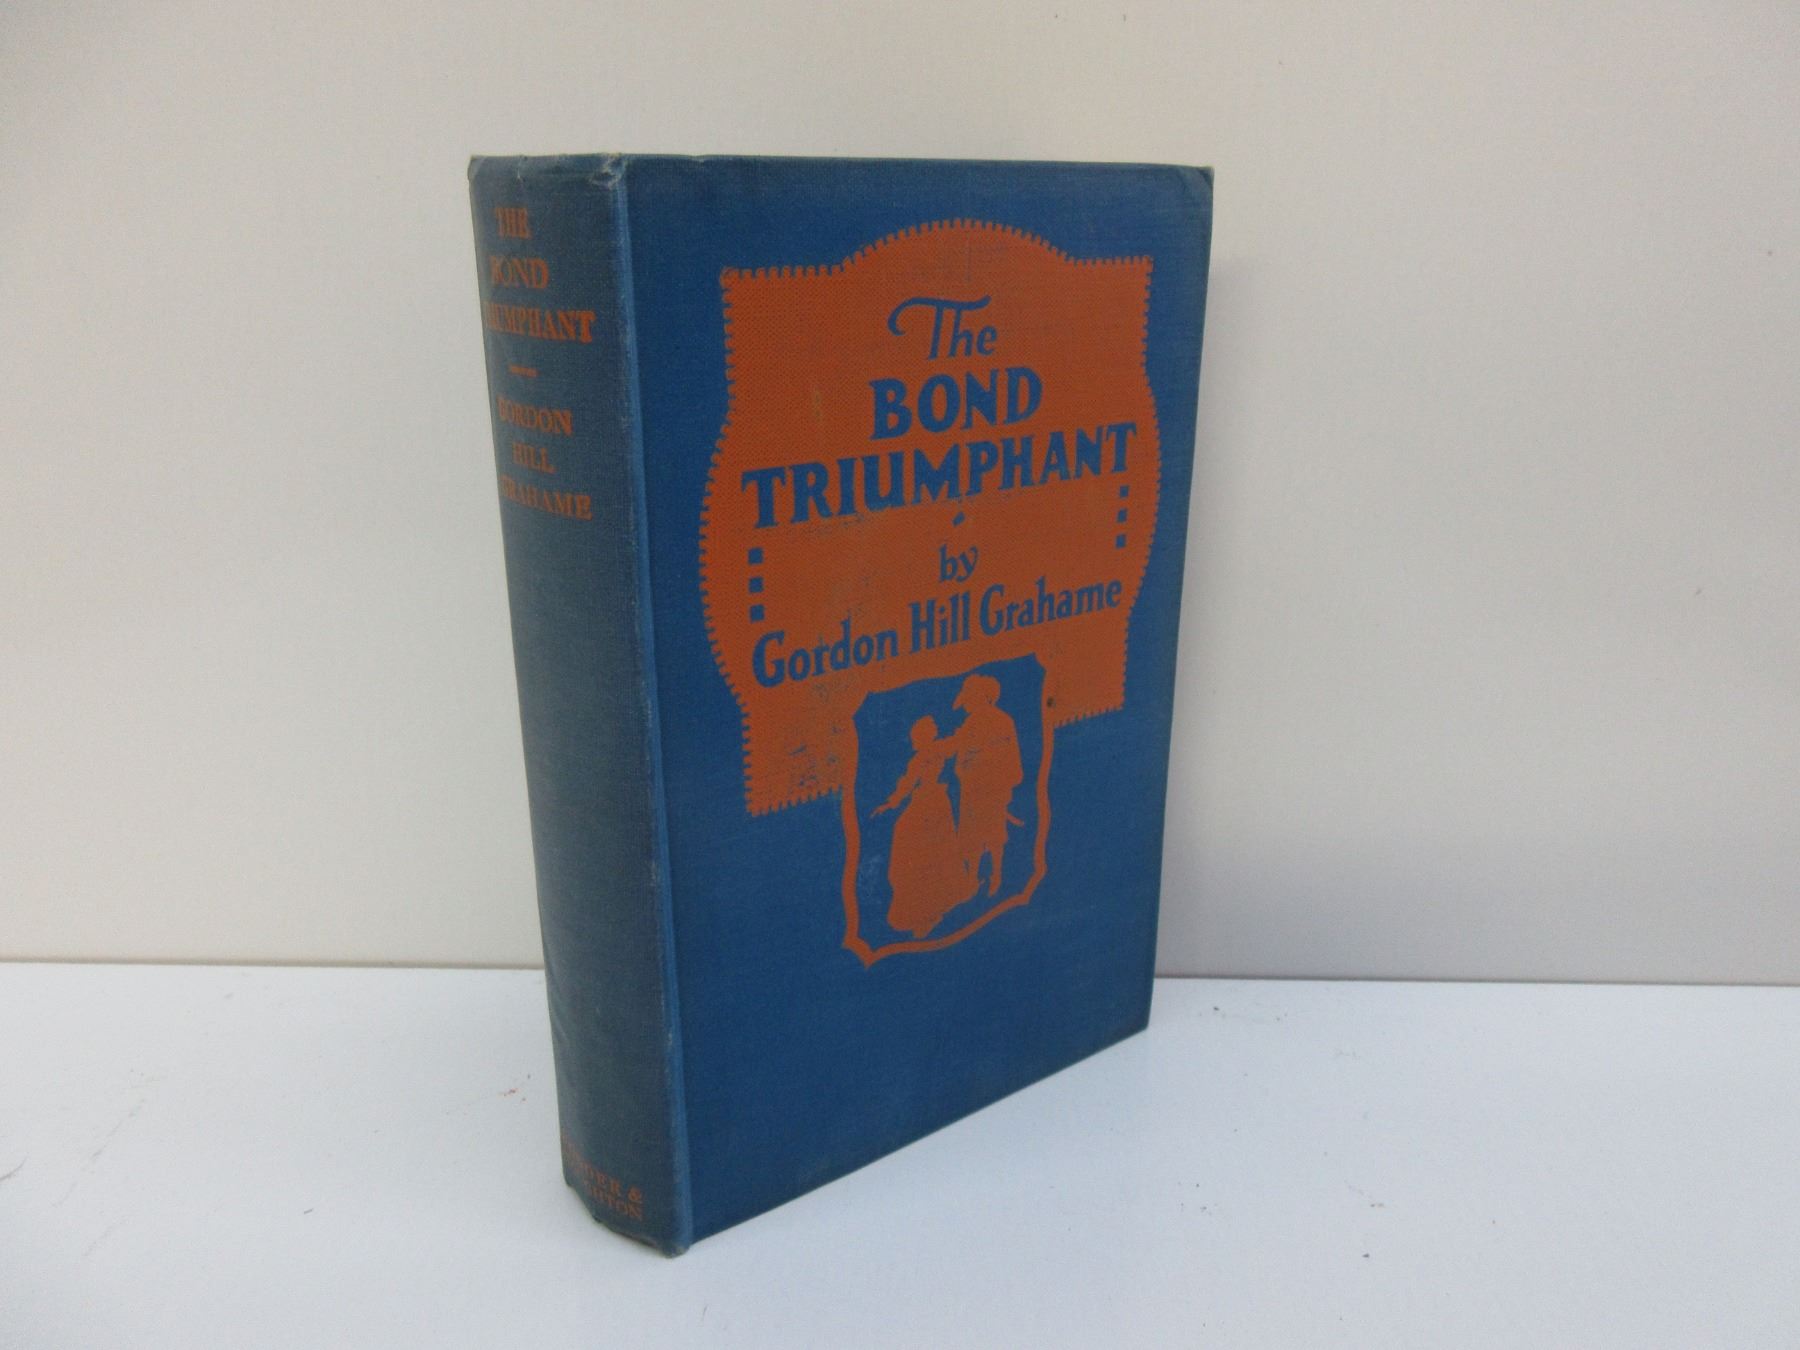 THE
BOND
TRIUMPHANT
GORDON
HILL
GRAHAME
The
BOND
TRIUMPHANT
by
Gordon Hill Grahame
&